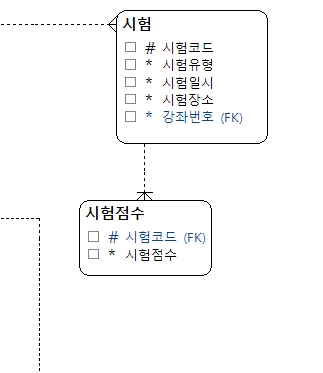 시험
# 시험코드
* 시험유형
* 시험일시
* 시험장소
* 강좌번호 (FK)
시험점수
# 시험코드 (FK)
* 시험점수